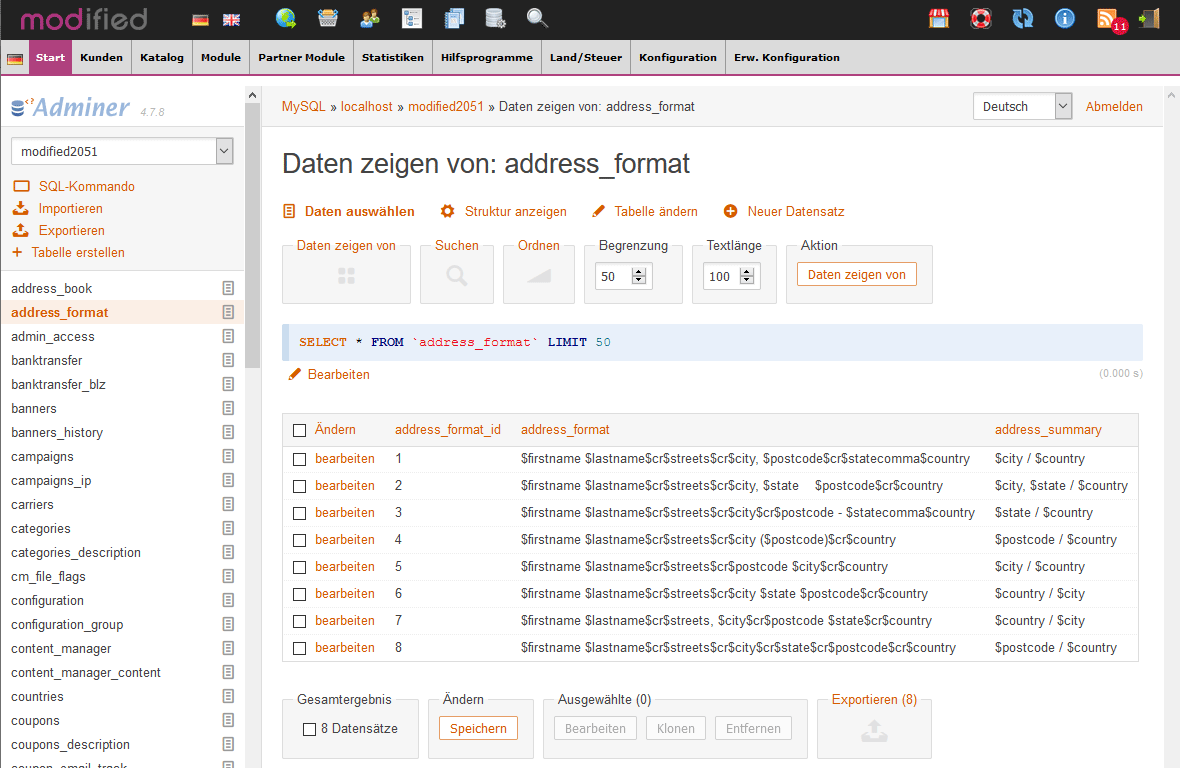 modified
11
Start Kunden Katalog Module Partner Module Statistiken Hilfsprogramme Land/Steuer Konfiguration Erw. Konfiguration
Adminer 4.7.8
modified2051
SQL-Kommando
Importieren
Exportieren
Tabelle erstellen
address_book
address_format
admin_access
banktransfer
banktransfer_blz
banners
banners_history
campaigns
campaigns_ip
carriers
categories
categories_description
cm_file_flags
configuration
configuration_group
content_manager
content_manager_content
countries
coupons
coupons_description
coupon_email_track
MySQL » localhost » modified2051 » Daten zeigen von: address_format
Deutsch Abmelden
Daten zeigen von: address_format
Daten auswählen Struktur anzeigen Tabelle ändern Neuer Datensatz
Daten zeigen von Suchen Ordnen Begrenzung Textlänge Aktion
50 100 Daten zeigen von
SELECT * FROM `address_format` LIMIT 50
Bearbeiten (0.000 s)
Ändern address_format_id address_format address_summary
bearbeiten 1 $firstname $lastname$cr$streets$cr$city, $postcode$cr$statecomma$country $city / $country
bearbeiten 2 $firstname $lastname$cr$streets$cr$city, $state    $postcode$cr$country $city, $state / $country
bearbeiten 3 $firstname $lastname$cr$streets$cr$city$cr$postcode - $statecomma$country $state / $country
bearbeiten 4 $firstname $lastname$cr$streets$cr$city ($postcode)$cr$country $postcode / $country
bearbeiten 5 $firstname $lastname$cr$streets$cr$postcode $city$cr$country $city / $country
bearbeiten 6 $firstname $lastname$cr$streets$cr$city $state $postcode$cr$country $country / $city
bearbeiten 7 $firstname $lastname$cr$streets, $city$cr$postcode $state$cr$country $country / $city
bearbeiten 8 $firstname $lastname$cr$streets$cr$city$cr$state$cr$postcode$cr$country $postcode / $country
Gesamtergebnis Ändern Ausgewählte (0) Exportieren (8)
8 Datensätze Speichern Bearbeiten Klonen Entfernen